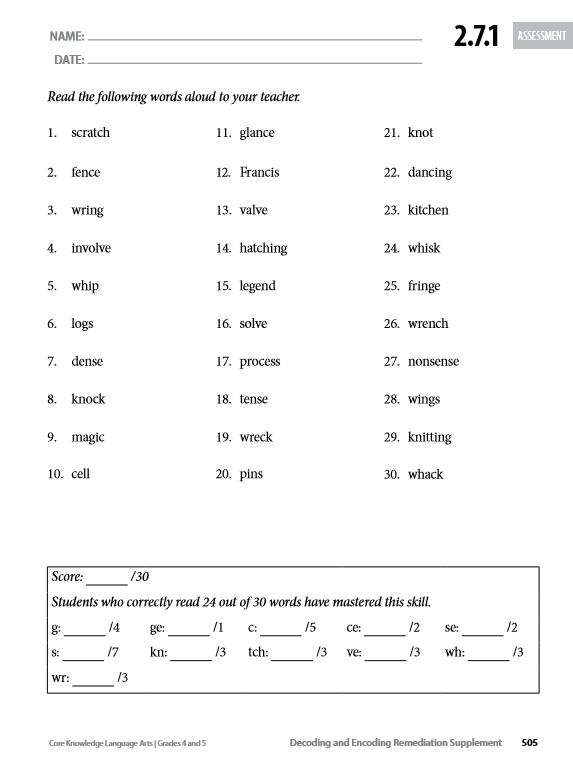 NAME: 2.7.1 ASSESSMENT
DATE:
Read the following words aloud to your teacher.
1. scratch 11. glance 21. knot
2. fence 12. Francis 22. dancing
3. wring 13. valve 23. kitchen
4. involve 14. hatching 24. whisk
5. whip 15. legend 25. fringe
6. logs 16. solve 26. wrench
7. dense 17. process 27. nonsense
8. knock 18. tense 28. wings
9. magic 19. wreck 29. knitting
10. cell 20. pins 30. whack
Score: ______ /30
Students who correctly read 24 out of 30 words have mastered this skill.
g: ______ /4 ge: ______ /1 c: ______ /5 ce: ______ /2 se: ______ /2
s: ______ /7 kn: ______ /3 tch: ______ /3 ve: ______ /3 wh: ______ /3
wr: ______ /3
Core Knowledge Language Arts | Grades 4 and 5 Decoding and Encoding Remediation Supplement 505